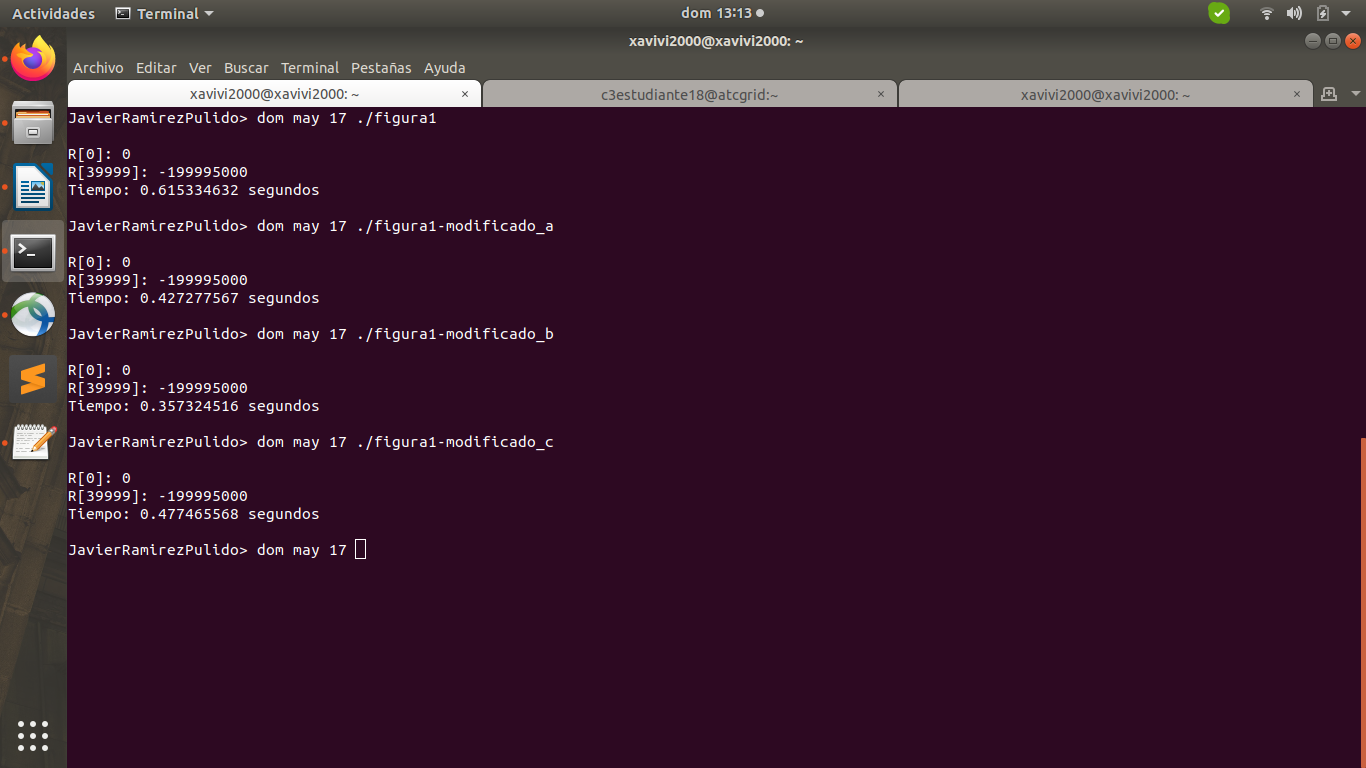 Actividades Terminal dom 13:13
xavivi2000@xavivi2000: ~
Archivo Editar Ver Buscar Terminal Pestañas Ayuda
xavivi2000@xavivi2000: ~ × c3estudiante18@atcgrid:~ × xavivi2000@xavivi2000: ~ ×
JavierRamirezPulido> dom may 17 ./figura1
R[0]: 0
R[39999]: -199995000
Tiempo: 0.615334632 segundos
JavierRamirezPulido> dom may 17 ./figura1-modificado_a
R[0]: 0
R[39999]: -199995000
Tiempo: 0.427277567 segundos
JavierRamirezPulido> dom may 17 ./figura1-modificado_b
R[0]: 0
R[39999]: -199995000
Tiempo: 0.357324516 segundos
JavierRamirezPulido> dom may 17 ./figura1-modificado_c
R[0]: 0
R[39999]: -199995000
Tiempo: 0.477465568 segundos
JavierRamirezPulido> dom may 17